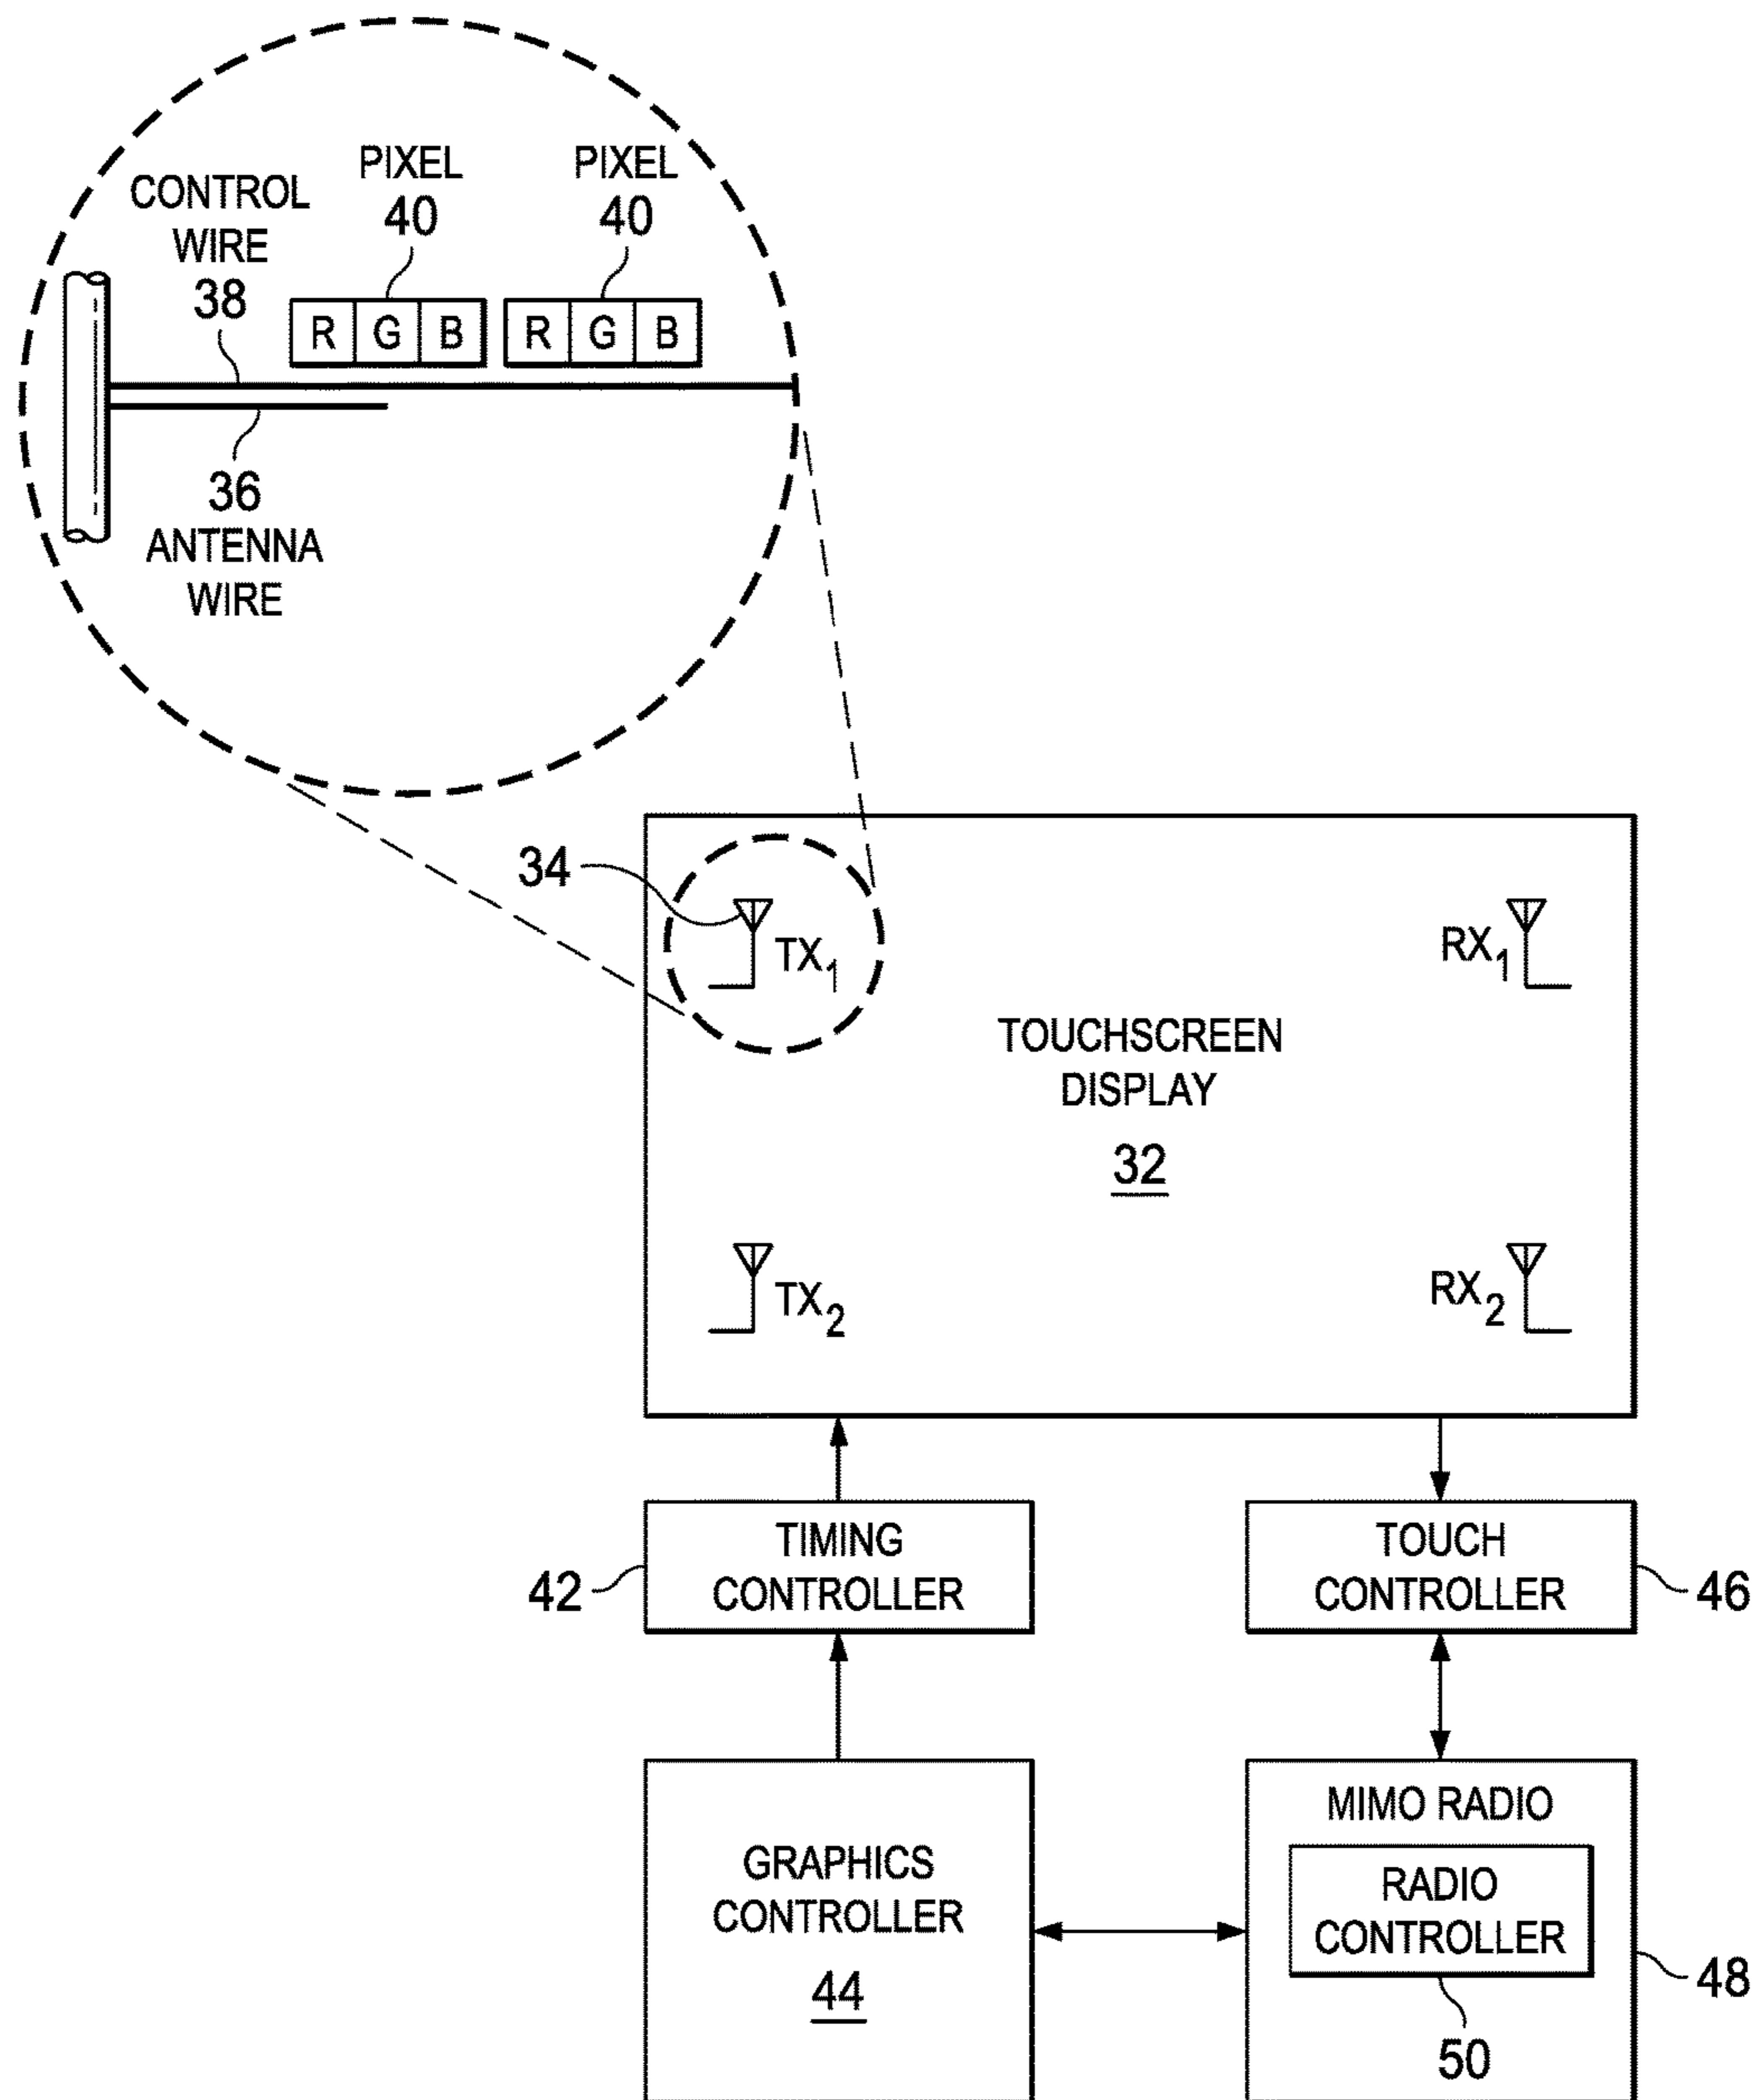 PIXEL
40
PIXEL
40
CONTROL
WIRE
38
R G B
R G B
36
ANTENNA
WIRE
34
TX1
RX1
TOUCHSCREEN
DISPLAY
32
TX2
RX2
TIMING
CONTROLLER
42
TOUCH
CONTROLLER
46
GRAPHICS
CONTROLLER
44
MIMO RADIO
RADIO
CONTROLLER
48
50